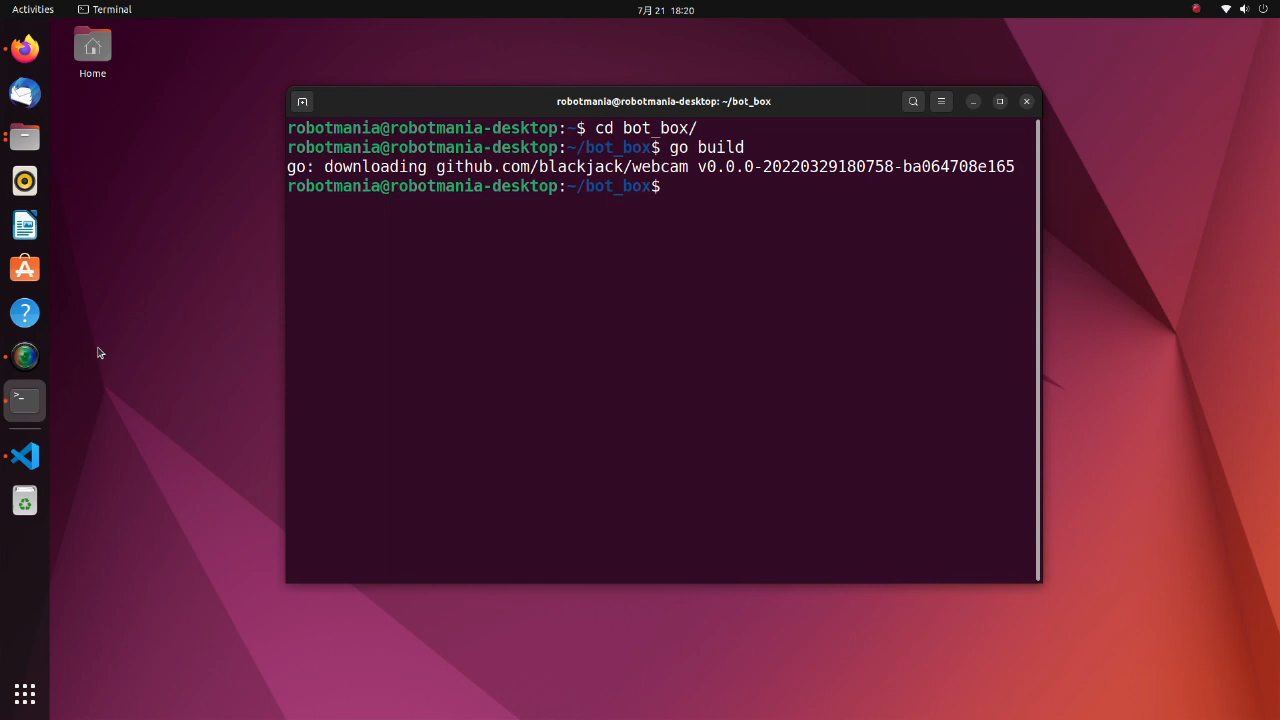 Activities
Terminal
7月 21 18:20
Home
robotmania@robotmania-desktop: ~/bot_box
robotmania@robotmania-desktop:~$ cd bot_box/
robotmania@robotmania-desktop:~/bot_box$ go build
go: downloading github.com/blackjack/webcam v0.0.0-20220329180758-ba064708e165
robotmania@robotmania-desktop:~/bot_box$